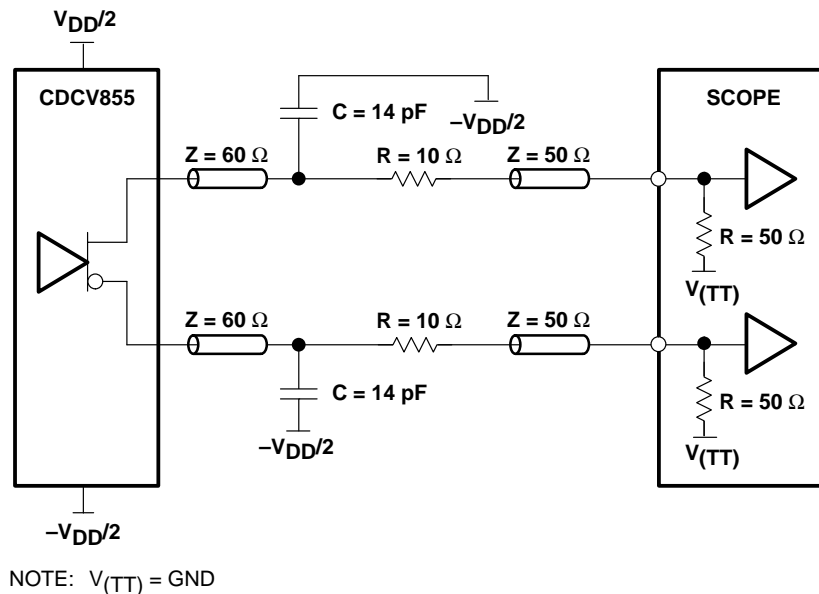 VDD/2
CDCV855
SCOPE
C = 14 pF
–VDD/2
Z = 60 Ω
R = 10 Ω
Z = 50 Ω
R = 50 Ω
V(TT)
Z = 60 Ω
R = 10 Ω
Z = 50 Ω
C = 14 pF
R = 50 Ω
–VDD/2
V(TT)
–VDD/2
NOTE: V(TT) = GND